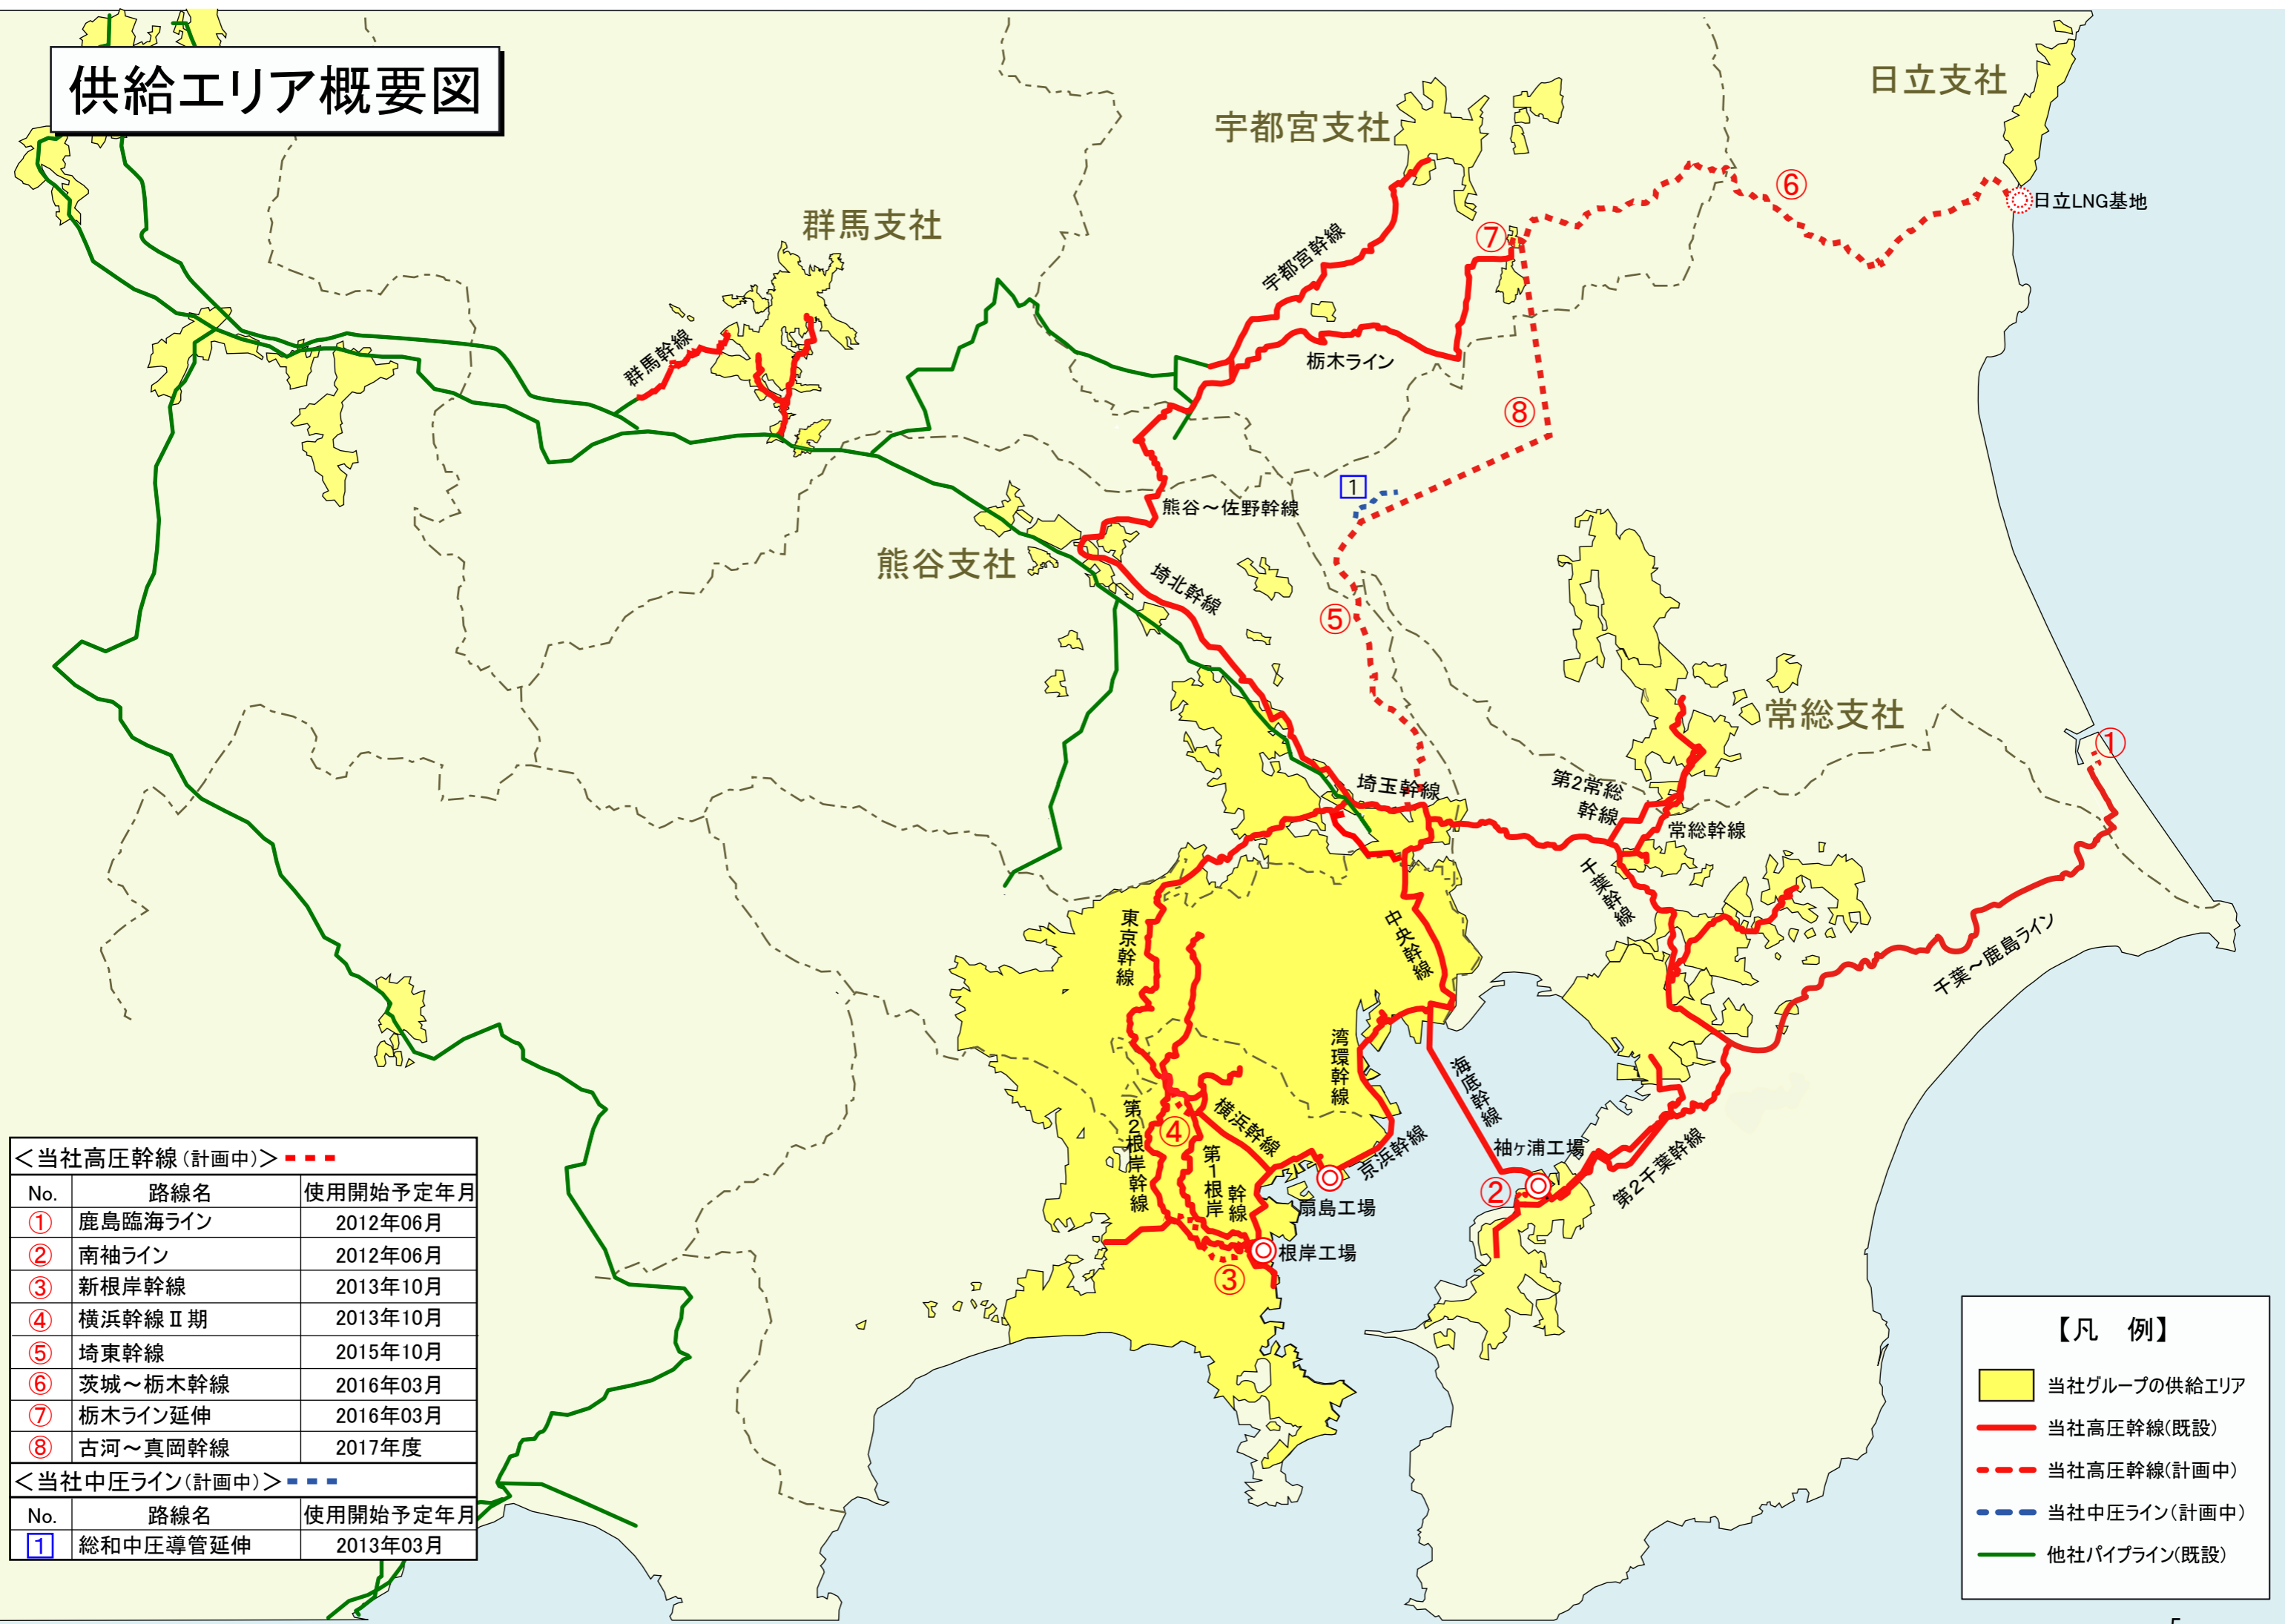 供給エリア概要図
日立支社
宇都宮支社
⑥
日立LNG基地
群馬支社
⑦
宇都宮幹線
群馬幹線
栃木ライン
⑧
1
熊谷～佐野幹線
熊谷支社
埼北幹線
⑤
常総支社
①
埼玉幹線
第2常総
幹線
常総幹線
千葉幹線
東京幹線
中央幹線
千葉～鹿島ライン
湾環幹線
海底幹線
第2根岸幹線
④
横浜幹線
第1根岸
幹線
京浜幹線
袖ヶ浦工場
②
第2千葉幹線
扇島工場
根岸工場
③
＜当社高圧幹線(計画中)＞
No. 路線名 使用開始予定年月
① 鹿島臨海ライン 2012年06月
② 南袖ライン 2012年06月
③ 新根岸幹線 2013年10月
④ 横浜幹線Ⅱ期 2013年10月
⑤ 埼東幹線 2015年10月
⑥ 茨城～栃木幹線 2016年03月
⑦ 栃木ライン延伸 2016年03月
⑧ 古河～真岡幹線 2017年度
＜当社中圧ライン(計画中)＞
No. 路線名 使用開始予定年月
1 総和中圧導管延伸 2013年03月
【凡 例】
当社グループの供給エリア
当社高圧幹線(既設)
当社高圧幹線(計画中)
当社中圧ライン(計画中)
他社パイプライン(既設)